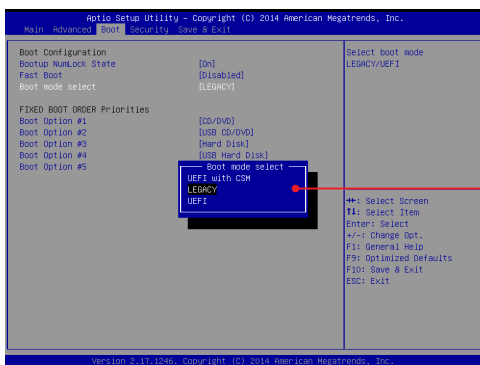 Aptio Setup Utility – Copyright (C) 2014 American Megatrends, Inc.
Main Advanced Boot Security Save & Exit
Boot Configuration
Bootup NumLock State [On]
Fast Boot [Disabled]
Boot mode select [LEGACY]
FIXED BOOT ORDER Priorities
Boot Option #1 [CD/DVD]
Boot Option #2 [USB CD/DVD]
Boot Option #3 [Hard Disk]
Boot Option #4 [USB Hard Disk]
Boot Option #5
Boot mode select
UEFI with CSM
LEGACY
UEFI
Select boot mode
LEGACY/UEFI
→←: Select Screen
↑↓: Select Item
Enter: Select
+/-: Change Opt.
F1: General Help
F9: Optimized Defaults
F10: Save & Exit
ESC: Exit
Version 2.17.1246. Copyright (C) 2014 American Megatrends, Inc.